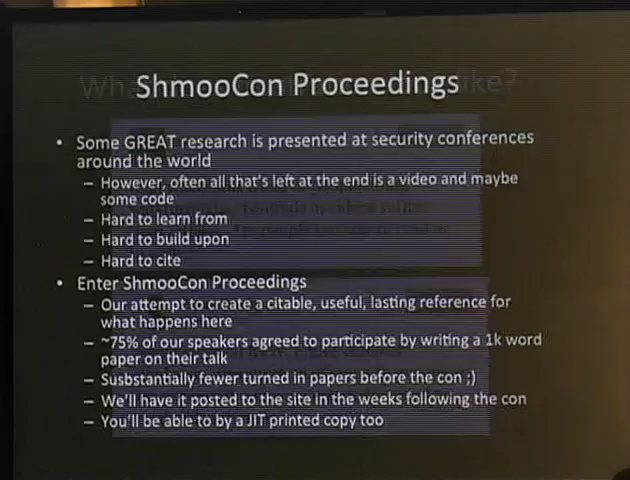 ShmooCon Proceedings
• Some GREAT research is presented at security conferences
around the world
– However, often all that's left at the end is a video and maybe
some code
– Hard to learn from
– Hard to build upon
– Hard to cite
• Enter ShmooCon Proceedings
– Our attempt to create a citable, useful, lasting reference for
what happens here
– ~75% of our speakers agreed to participate by writing a 1k word
paper on their talk
– Susbstantially fewer turned in papers before the con ;)
– We'll have it posted to the site in the weeks following the con
– You'll be able to by a JIT printed copy too